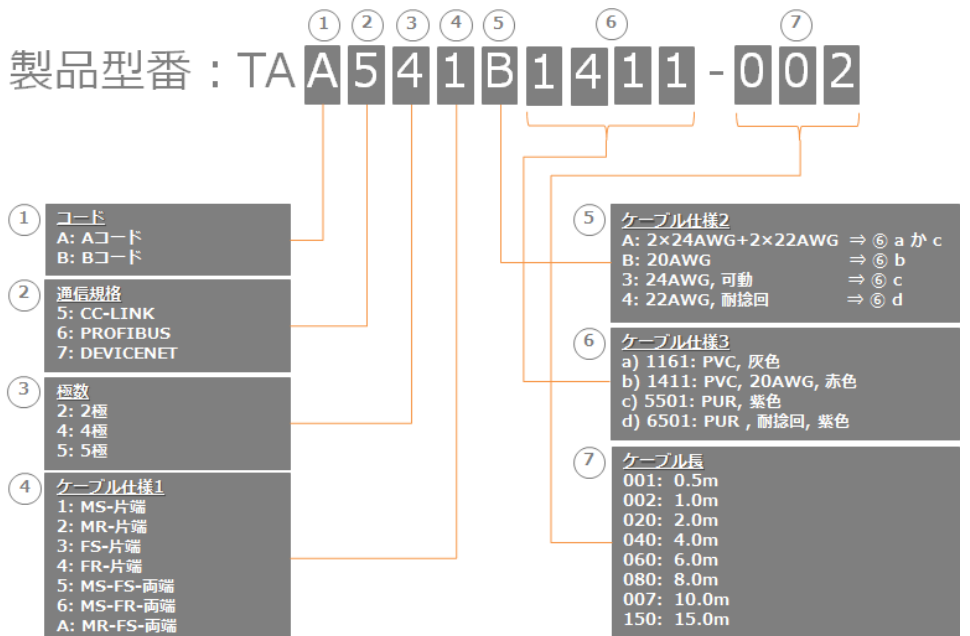 ① ② ③ ④ ⑤ ⑥ ⑦
製品型番：TAA541B1411-002
① コード
A: Aコード
B: Bコード
② 通信規格
5: CC-LINK
6: PROFIBUS
7: DEVICENET
③ 極数
2: 2極
4: 4極
5: 5極
④ ケーブル仕様1
1: MS-片端
2: MR-片端
3: FS-片端
4: FR-片端
5: MS-FS-両端
6: MS-FR-両端
A: MR-FS-両端
⑤ ケーブル仕様2
A: 2×24AWG+2×22AWG ⇒ ⑥ a か c
B: 20AWG ⇒ ⑥ b
3: 24AWG, 可動 ⇒ ⑥ c
4: 22AWG, 耐捻回 ⇒ ⑥ d
⑥ ケーブル仕様3
a) 1161: PVC, 灰色
b) 1411: PVC, 20AWG, 赤色
c) 5501: PUR, 紫色
d) 6501: PUR , 耐捻回, 紫色
⑦ ケーブル長
001: 0.5m
002: 1.0m
020: 2.0m
040: 4.0m
060: 6.0m
080: 8.0m
007: 10.0m
150: 15.0m